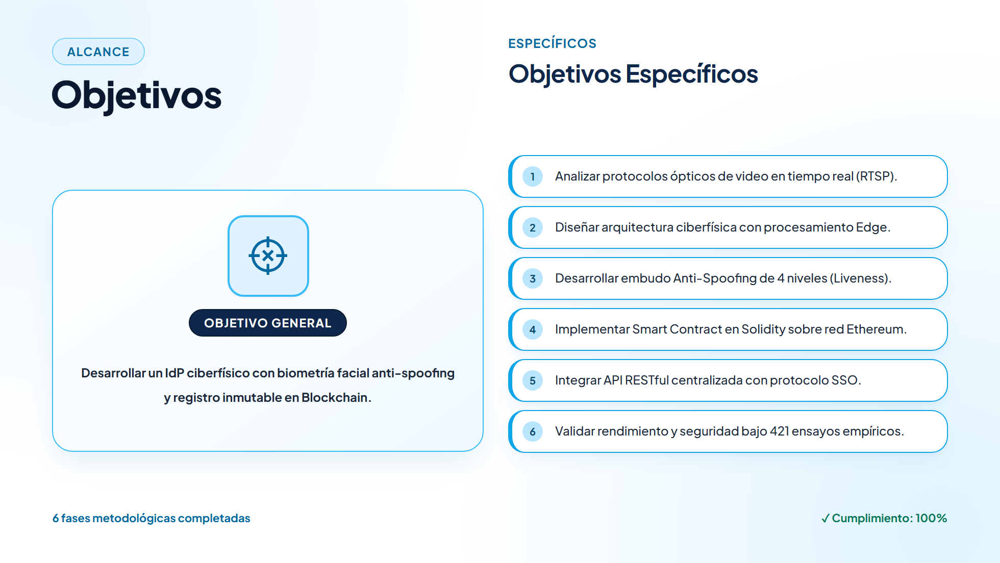 ALCANCE
Objetivos
OBJETIVO GENERAL
Desarrollar un IdP ciberfísico con biometría facial anti-spoofing
y registro inmutable en Blockchain.
ESPECÍFICOS
Objetivos Específicos
1 Analizar protocolos ópticos de video en tiempo real (RTSP).
2 Diseñar arquitectura ciberfísica con procesamiento Edge.
3 Desarrollar embudo Anti-Spoofing de 4 niveles (Liveness).
4 Implementar Smart Contract en Solidity sobre red Ethereum.
5 Integrar API RESTful centralizada con protocolo SSO.
6 Validar rendimiento y seguridad bajo 421 ensayos empíricos.
6 fases metodológicas completadas
✓ Cumplimiento: 100%